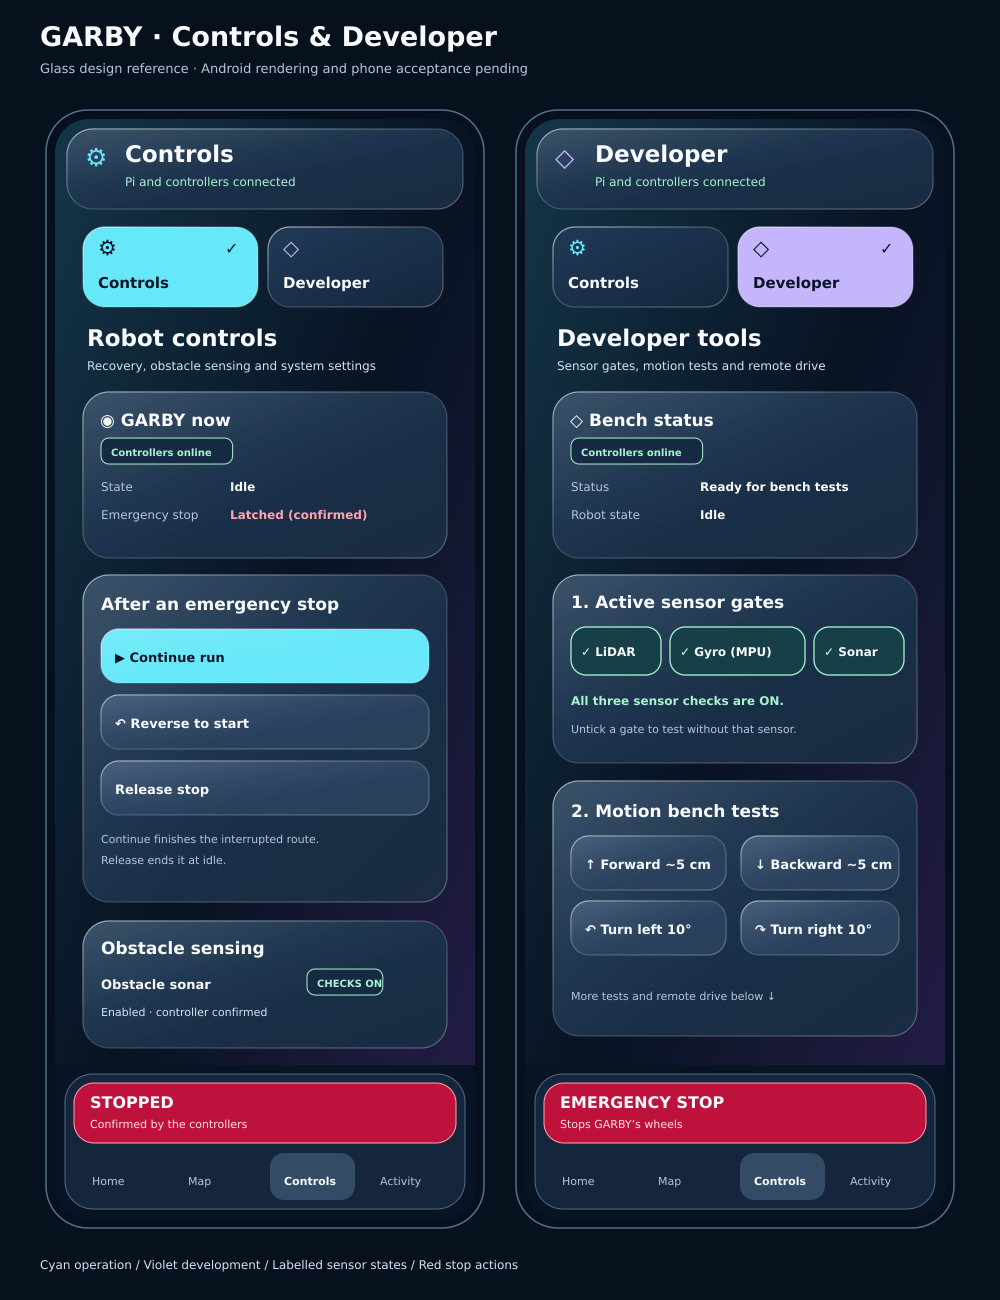 GARBY · Controls & Developer
Glass design reference · Android rendering and phone acceptance pending
⚙ Controls
Pi and controllers connected
⚙ ✓
Controls
◇
Developer
Robot controls
Recovery, obstacle sensing and system settings
◉ GARBY now
Controllers online
State Idle
Emergency stop Latched (confirmed)
After an emergency stop
▶ Continue run
↶ Reverse to start
Release stop
Continue finishes the interrupted route.
Release ends it at idle.
Obstacle sensing
Obstacle sonar CHECKS ON
Enabled · controller confirmed
STOPPED
Confirmed by the controllers
Home Map Controls Activity
◇ Developer
Pi and controllers connected
⚙
Controls
◇ ✓
Developer
Developer tools
Sensor gates, motion tests and remote drive
◇ Bench status
Controllers online
Status Ready for bench tests
Robot state Idle
1. Active sensor gates
✓ LiDAR ✓ Gyro (MPU) ✓ Sonar
All three sensor checks are ON.
Untick a gate to test without that sensor.
2. Motion bench tests
↑ Forward ~5 cm ↓ Backward ~5 cm
↶ Turn left 10° ↷ Turn right 10°
More tests and remote drive below ↓
EMERGENCY STOP
Stops GARBY’s wheels
Home Map Controls Activity
Cyan operation / Violet development / Labelled sensor states / Red stop actions